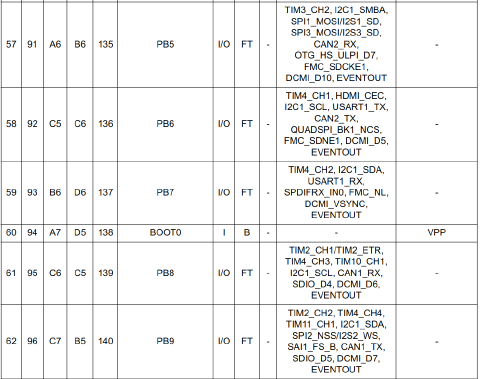 57 91 A6 B6 135 PB5 I/O FT - TIM3_CH2, I2C1_SMBA, -
SPI1_MOSI/I2S1_SD,
SPI3_MOSI/I2S3_SD,
CAN2_RX,
OTG_HS_ULPI_D7,
FMC_SDCKE1,
DCMI_D10, EVENTOUT
58 92 C5 C6 136 PB6 I/O FT - TIM4_CH1, HDMI_CEC, -
I2C1_SCL, USART1_TX,
CAN2_TX,
QUADSPI_BK1_NCS,
FMC_SDNE1, DCMI_D5,
EVENTOUT
59 93 B6 D6 137 PB7 I/O FT - TIM4_CH2, I2C1_SDA, -
USART1_RX,
SPDIFRX_IN0, FMC_NL,
DCMI_VSYNC,
EVENTOUT
60 94 A7 D5 138 BOOT0 I B - - VPP
61 95 C6 C5 139 PB8 I/O FT - TIM2_CH1/TIM2_ETR, -
TIM4_CH3, TIM10_CH1,
I2C1_SCL, CAN1_RX,
SDIO_D4, DCMI_D6,
EVENTOUT
62 96 C7 B5 140 PB9 I/O FT - TIM2_CH2, TIM4_CH4, -
TIM11_CH1, I2C1_SDA,
SPI2_NSS/I2S2_WS,
SAI1_FS_B, CAN1_TX,
SDIO_D5, DCMI_D7,
EVENTOUT